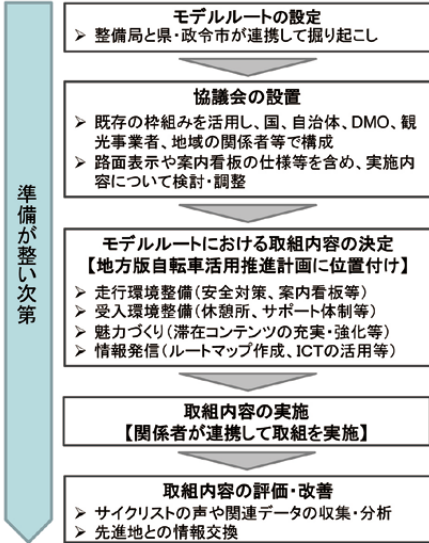 準備が整い次第
モデルルートの設定
➢ 整備局と県・政令市が連携して掘り起こし
協議会の設置
➢ 既存の枠組みを活用し、国、自治体、DMO、観
光事業者、地域の関係者等で構成
➢ 路面表示や案内看板の仕様等を含め、実施内
容について検討・調整
モデルルートにおける取組内容の決定
【地方版自転車活用推進計画に位置付け】
➢ 走行環境整備(安全対策、案内看板等)
➢ 受入環境整備(休憩所、サポート体制等)
➢ 魅力づくり(滞在コンテンツの充実・強化等)
➢ 情報発信(ルートマップ作成、ICTの活用等)
取組内容の実施
【関係者が連携して取組を実施】
取組内容の評価・改善
➢ サイクリストの声や関連データの収集・分析
➢ 先進地との情報交換